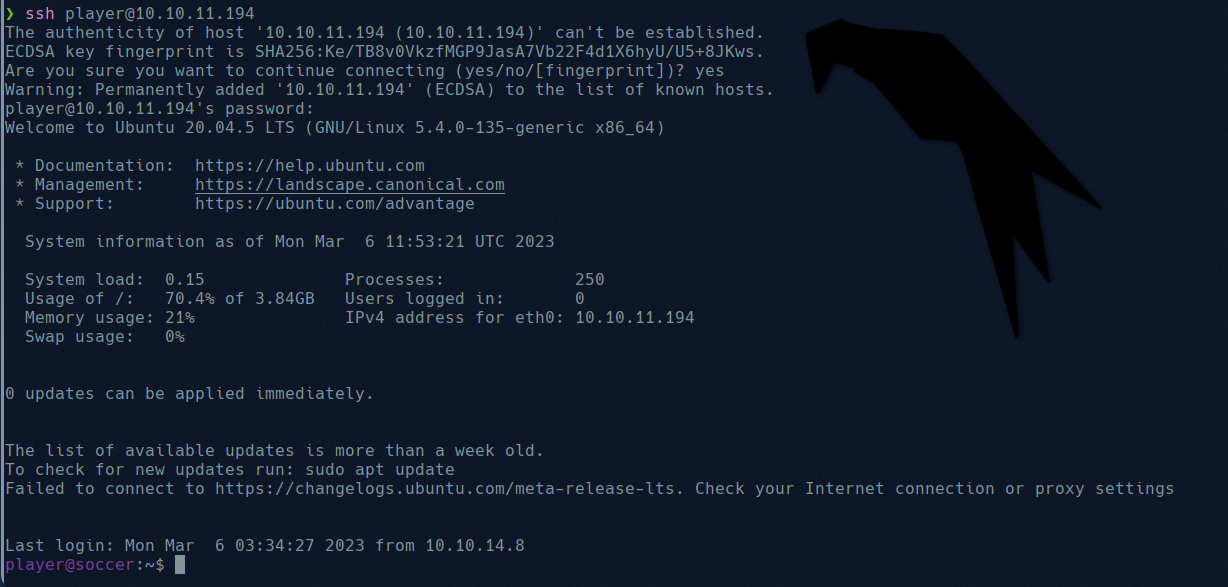 ❯ ssh player@10.10.11.194
The authenticity of host '10.10.11.194 (10.10.11.194)' can't be established.
ECDSA key fingerprint is SHA256:Ke/TB8v0VkzfMGP9JasA7Vb22F4d1X6hyU/U5+8JKws.
Are you sure you want to continue connecting (yes/no/[fingerprint])? yes
Warning: Permanently added '10.10.11.194' (ECDSA) to the list of known hosts.
player@10.10.11.194's password:
Welcome to Ubuntu 20.04.5 LTS (GNU/Linux 5.4.0-135-generic x86_64)
* Documentation:  https://help.ubuntu.com
* Management:     https://landscape.canonical.com
* Support:        https://ubuntu.com/advantage
System information as of Mon Mar  6 11:53:21 UTC 2023
System load:  0.15              Processes:             250
Usage of /:   70.4% of 3.84GB   Users logged in:       0
Memory usage: 21%               IPv4 address for eth0: 10.10.11.194
Swap usage:   0%
0 updates can be applied immediately.
The list of available updates is more than a week old.
To check for new updates run: sudo apt update
Failed to connect to https://changelogs.ubuntu.com/meta-release-lts. Check your Internet connection or proxy settings
Last login: Mon Mar  6 03:34:27 2023 from 10.10.14.8
player@soccer:~$